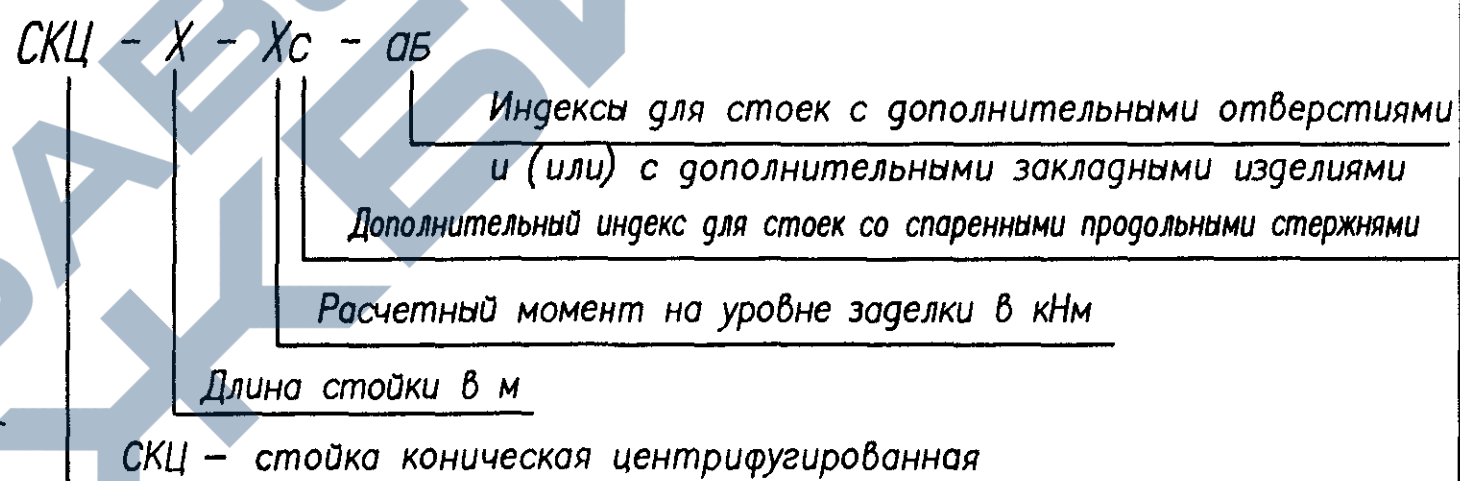 СКЦ - X - Xс - аб
Индексы для стоек с дополнительными отверстиями
и (или) с дополнительными закладными изделиями
Дополнительный индекс для стоек со спаренными продольными стержнями
Расчетный момент на уровне заделки в кНм
Длина стойки в м
СКЦ – стойка коническая центрифугированная